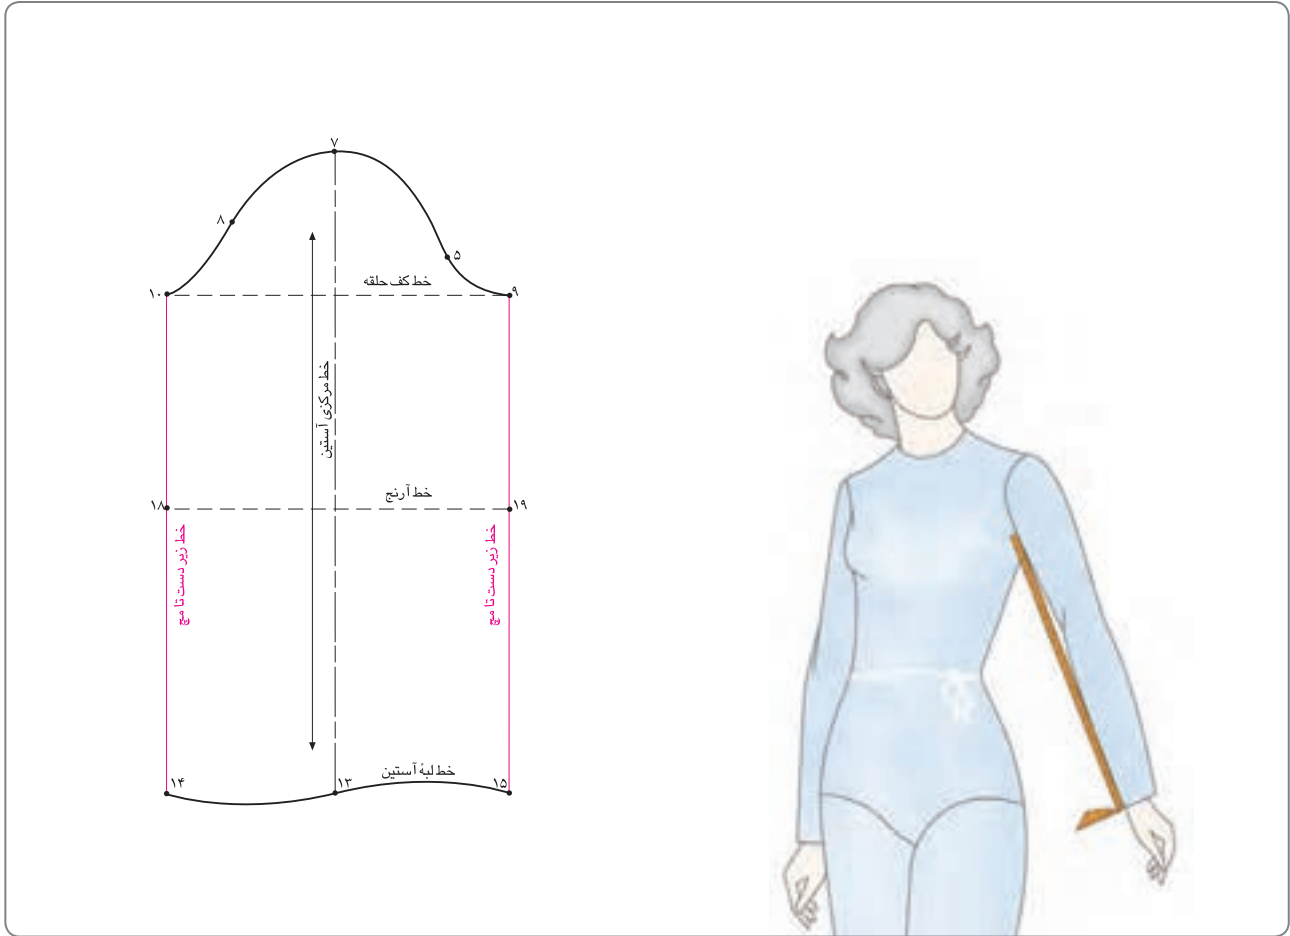 ۷
۸
۵
خط کف حلقه
۱۰
۹
خط مرکزی آستین
خط آرنج
۱۸
۱۹
خط زیر دست تا مچ
خط زیر دست تا مچ
خط لبهٔ آستین
۱۴
۱۳
۱۵